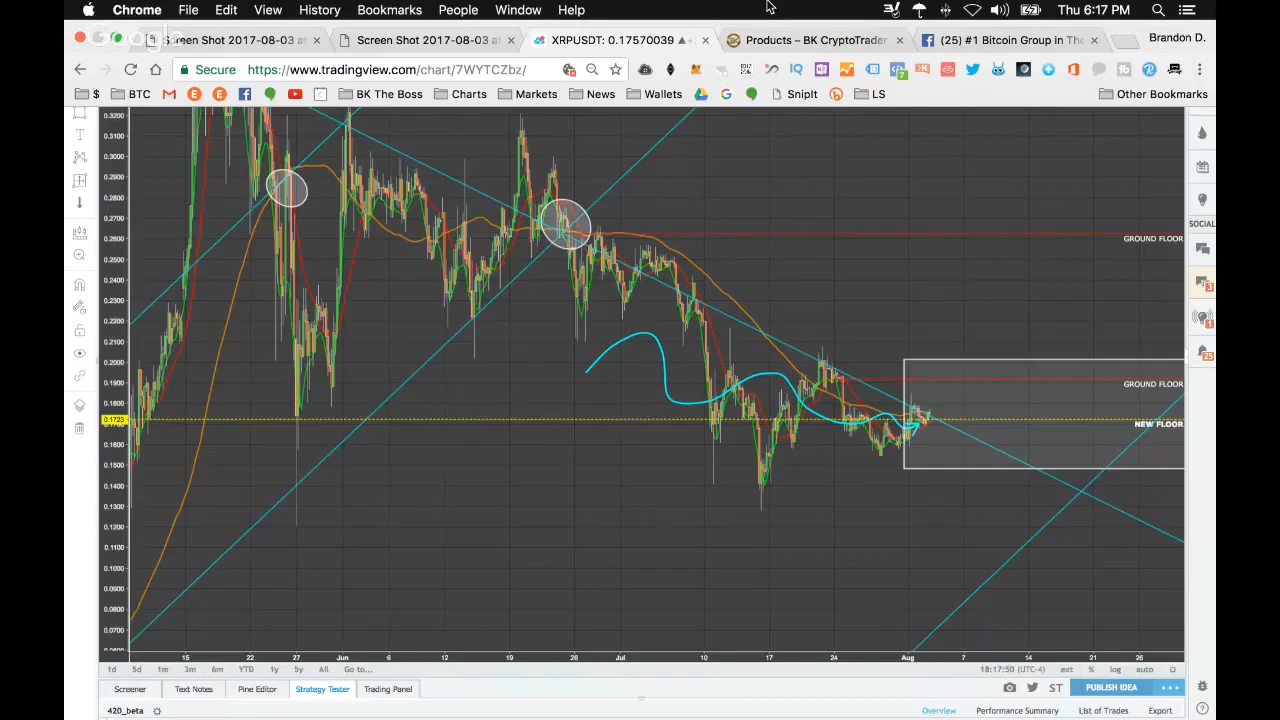 Chrome File Edit View History Bookmarks People Window Help Thu 6:17 PM
Screen Shot 2017-08-03 at Screen Shot 2017-08-03 at XRPUSDT: 0.17570039 Products – BK CryptoTrader (25) #1 Bitcoin Group in The Brandon D.
Secure https://www.tradingview.com/chart/7WYTCZbz/
$ BTC BK The Boss Charts Markets News Wallets SnipIt LS Other Bookmarks
0.3200
0.3100
0.3000
0.2900
0.2800
0.2700
0.2600
0.2500
0.2400
0.2300
0.2200
0.2100
0.2000
0.1900
0.1800
0.1723
0.1600
0.1500
0.1400
0.1300
0.1200
0.1100
0.1000
0.0900
0.0800
0.0700
SOCIAL
GROUND FLOOR
GROUND FLOOR
NEW FLOOR
15 22 27 Jun 6 12 19 26 Jul 10 17 24 Aug 7 14 21 26
1d 5d 1m 3m 6m YTD 1y 5y All Go to... 18:17:50 (UTC-4) ext % log auto
Screener Text Notes Pine Editor Strategy Tester Trading Panel ST PUBLISH IDEA
420_beta Overview Performance Summary List of Trades Export